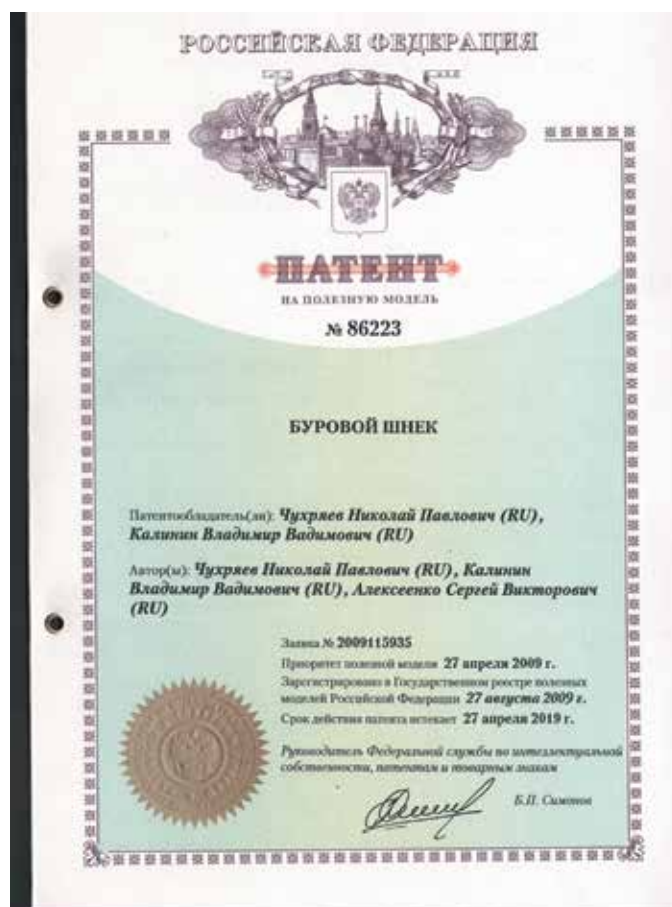 РОССИЙСКАЯ ФЕДЕРАЦИЯ
ПАТЕНТ
НА ПОЛЕЗНУЮ МОДЕЛЬ
№ 86223
БУРОВОЙ ШНЕК
Патентообладатель(ли): Чухряев Николай Павлович (RU),
Калинин Владимир Вадимович (RU)
Автор(ы): Чухряев Николай Павлович (RU), Калинин
Владимир Вадимович (RU), Алексеенко Сергей Викторович
(RU)
Заявка № 2009115935
Приоритет полезной модели 27 апреля 2009 г.
Зарегистрировано в Государственном реестре полезных
моделей Российской Федерации 27 августа 2009 г.
Срок действия патента истекает 27 апреля 2019 г.
Руководитель Федеральной службы по интеллектуальной
собственности, патентам и товарным знакам
Б.П. Симонов